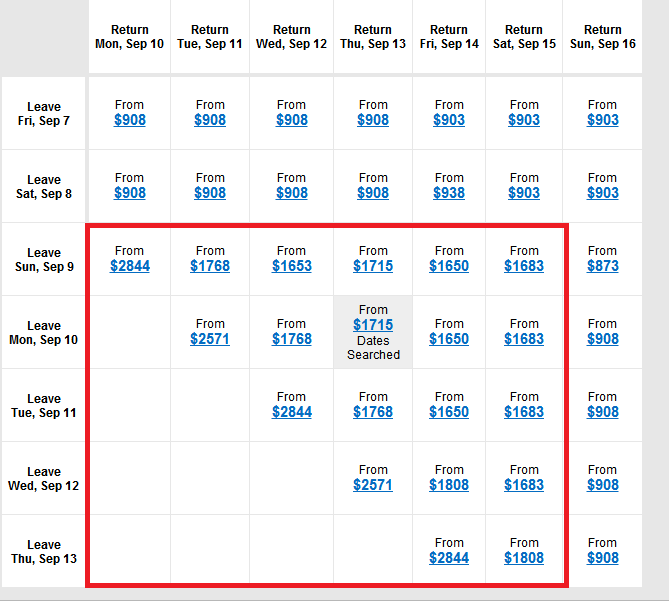 Return Return Return Return Return Return Return
Mon, Sep 10 Tue, Sep 11 Wed, Sep 12 Thu, Sep 13 Fri, Sep 14 Sat, Sep 15 Sun, Sep 16
Leave From From From From From From From
Fri, Sep 7 $908 $908 $908 $908 $903 $903 $903
Leave From From From From From From From
Sat, Sep 8 $908 $908 $908 $908 $938 $903 $903
Leave From From From From From From From
Sun, Sep 9 $2844 $1768 $1653 $1715 $1650 $1683 $873
From
Leave From From $1715 From From From
Mon, Sep 10 $2571 $1768 Dates $1650 $1683 $908
Searched
Leave From From From From From
Tue, Sep 11 $2844 $1768 $1650 $1683 $908
Leave From From From From
Wed, Sep 12 $2571 $1808 $1683 $908
Leave From From From
Thu, Sep 13 $2844 $1808 $908